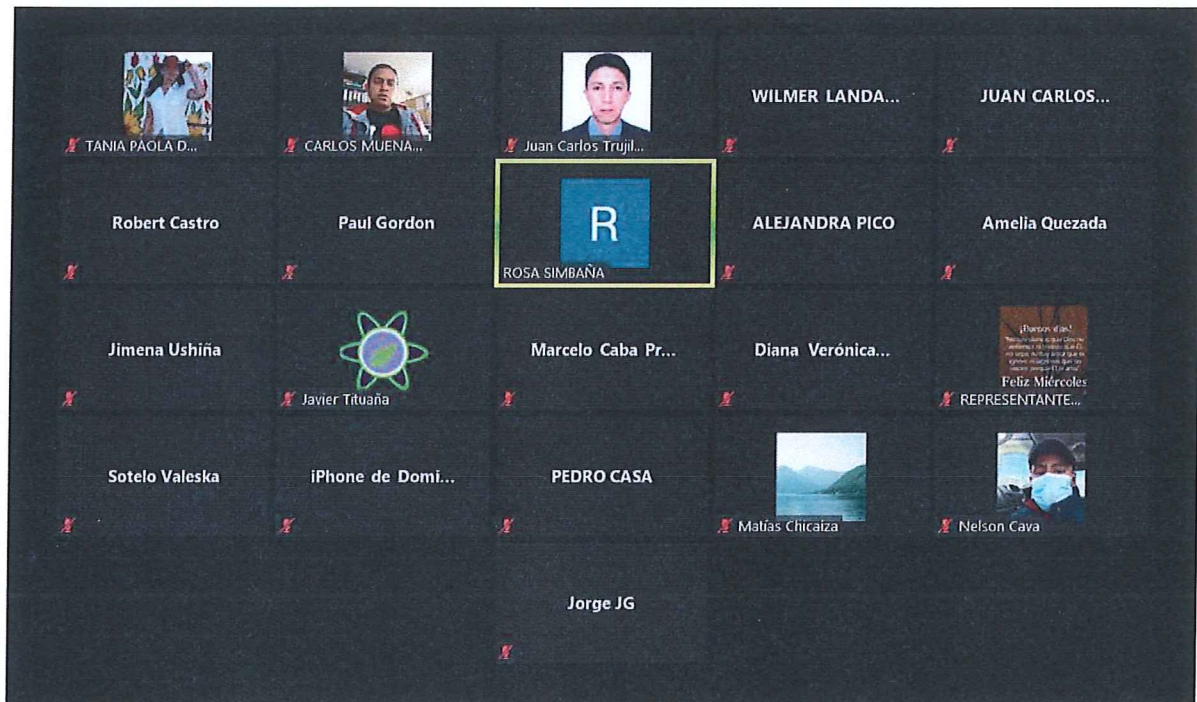 TANIA PAOLA D...
CARLOS MUENA...
Juan Carlos Trujil...
WILMER LANDA...
JUAN CARLOS...
Robert Castro
Paul Gordon
R
ROSA SIMBAÑA
ALEJANDRA PICO
Amelia Quezada
Jimena Ushiña
Javier Tituaña
Marcelo Caba Pr...
Diana Verónica...
¡Buenos días!
Feliz Miércoles
REPRESENTANTE...
Sotelo Valeska
iPhone de Domi...
PEDRO CASA
Matías Chicaiza
Nelson Cava
Jorge JG